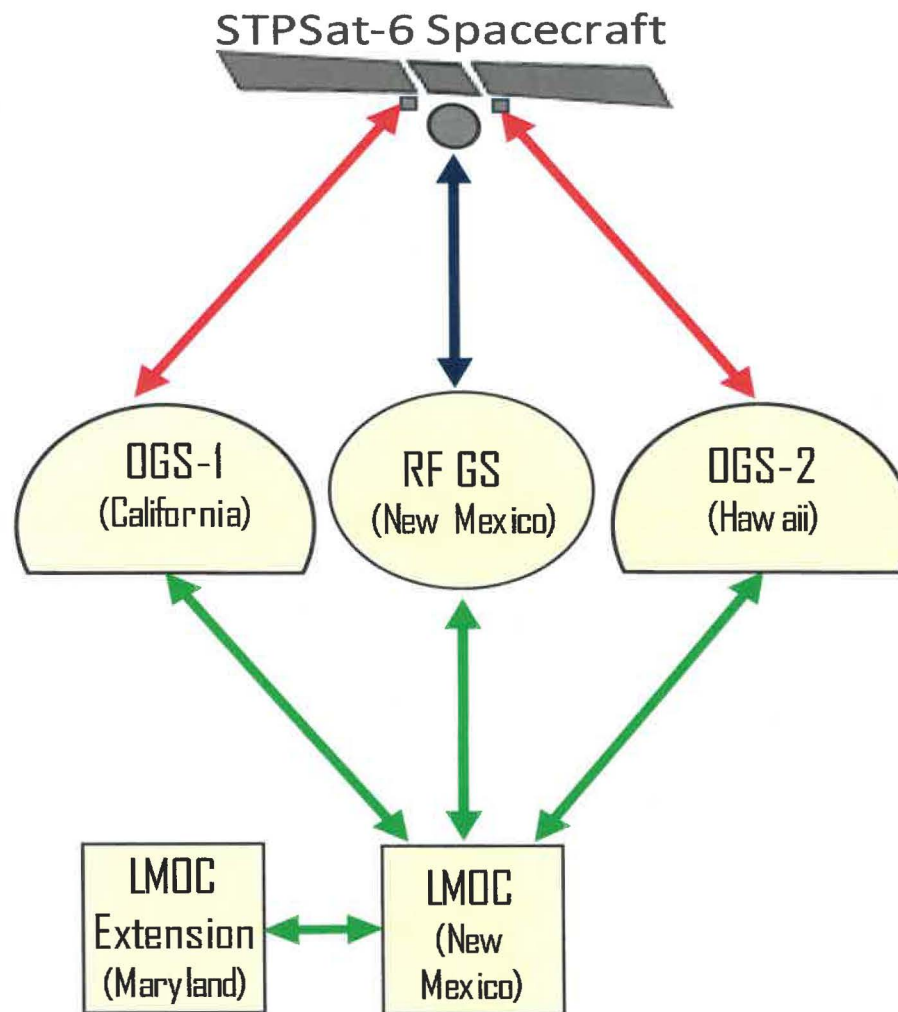 STPSat-6 Spacecraft
OGS-1
(California)
RF GS
(New Mexico)
OGS-2
(Hawaii)
LMOC
Extension
(Maryland)
LMOC
(New
Mexico)